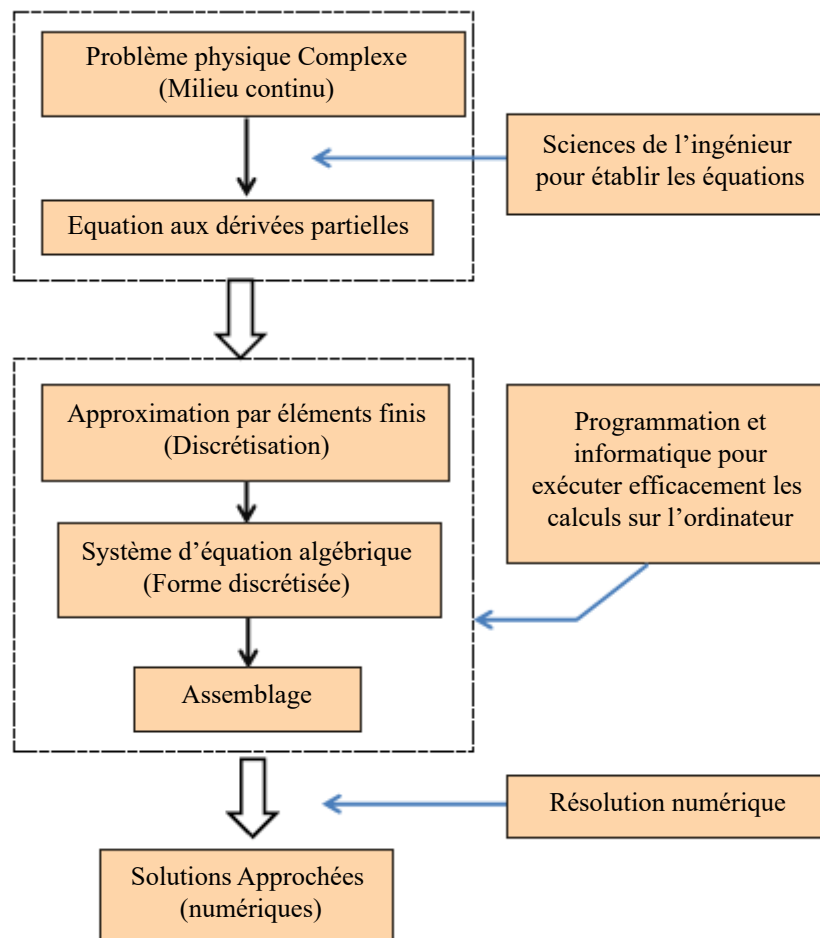 Problème physique Complexe
(Milieu continu)
Sciences de l’ingénieur
pour établir les équations
Equation aux dérivées partielles
Approximation par éléments finis
(Discrétisation)
Programmation et
informatique pour
exécuter efficacement les
calculs sur l’ordinateur
Système d’équation algébrique
(Forme discrétisée)
Assemblage
Résolution numérique
Solutions Approchées
(numériques)